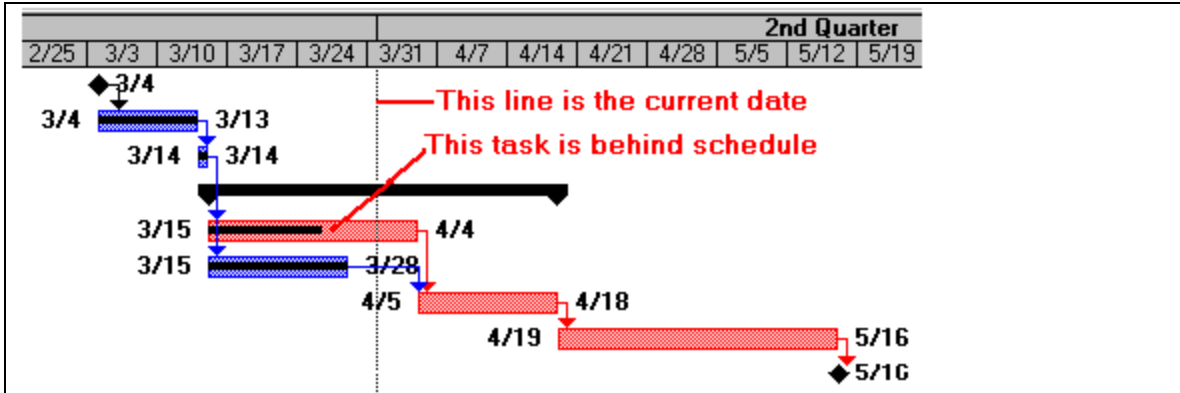 2nd Quarter
2/25 3/3 3/10 3/17 3/24 3/31 4/7 4/14 4/21 4/28 5/5 5/12 5/19
3/4
This line is the current date
3/4 3/13
This task is behind schedule
3/14 3/14
3/15 4/4
3/15 3/28
4/5 4/18
4/19 5/16
5/16